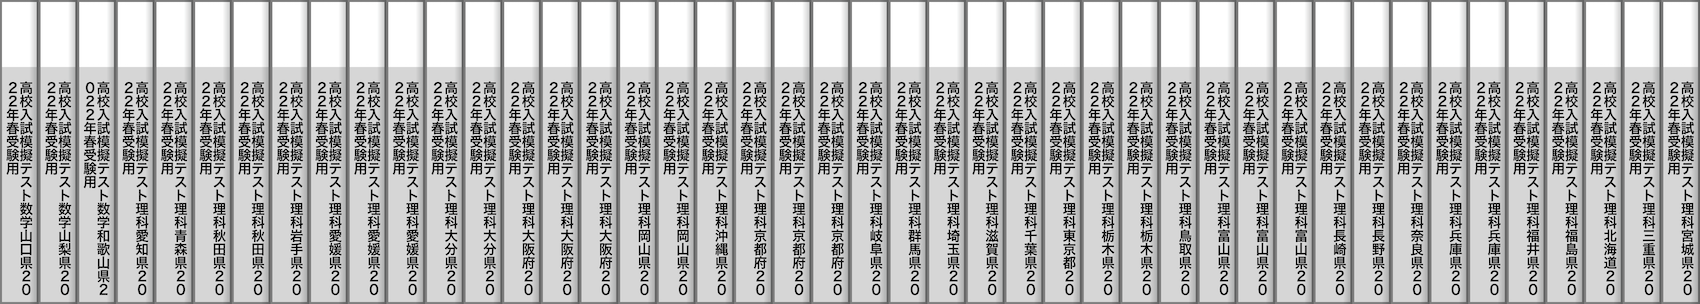 高校入試模擬テスト数学山口県２０
２２年春受験用
高校入試模擬テスト数学山梨県２０
２２年春受験用
高校入試模擬テスト数学和歌山県２
０２２年春受験用
高校入試模擬テスト理科愛知県２０
２２年春受験用
高校入試模擬テスト理科青森県２０
２２年春受験用
高校入試模擬テスト理科秋田県２０
２２年春受験用
高校入試模擬テスト理科秋田県２０
２２年春受験用
高校入試模擬テスト理科岩手県２０
２２年春受験用
高校入試模擬テスト理科愛媛県２０
２２年春受験用
高校入試模擬テスト理科愛媛県２０
２２年春受験用
高校入試模擬テスト理科愛媛県２０
２２年春受験用
高校入試模擬テスト理科大分県２０
２２年春受験用
高校入試模擬テスト理科大分県２０
２２年春受験用
高校入試模擬テスト理科大阪府２０
２２年春受験用
高校入試模擬テスト理科大阪府２０
２２年春受験用
高校入試模擬テスト理科大阪府２０
２２年春受験用
高校入試模擬テスト理科岡山県２０
２２年春受験用
高校入試模擬テスト理科岡山県２０
２２年春受験用
高校入試模擬テスト理科沖縄県２０
２２年春受験用
高校入試模擬テスト理科京都府２０
２２年春受験用
高校入試模擬テスト理科京都府２０
２２年春受験用
高校入試模擬テスト理科京都府２０
２２年春受験用
高校入試模擬テスト理科岐阜県２０
２２年春受験用
高校入試模擬テスト理科群馬県２０
２２年春受験用
高校入試模擬テスト理科埼玉県２０
２２年春受験用
高校入試模擬テスト理科滋賀県２０
２２年春受験用
高校入試模擬テスト理科千葉県２０
２２年春受験用
高校入試模擬テスト理科東京都２０
２２年春受験用
高校入試模擬テスト理科栃木県２０
２２年春受験用
高校入試模擬テスト理科栃木県２０
２２年春受験用
高校入試模擬テスト理科鳥取県２０
２２年春受験用
高校入試模擬テスト理科富山県２０
２２年春受験用
高校入試模擬テスト理科富山県２０
２２年春受験用
高校入試模擬テスト理科富山県２０
２２年春受験用
高校入試模擬テスト理科長崎県２０
２２年春受験用
高校入試模擬テスト理科長野県２０
２２年春受験用
高校入試模擬テスト理科奈良県２０
２２年春受験用
高校入試模擬テスト理科兵庫県２０
２２年春受験用
高校入試模擬テスト理科兵庫県２０
２２年春受験用
高校入試模擬テスト理科福井県２０
２２年春受験用
高校入試模擬テスト理科福島県２０
２２年春受験用
高校入試模擬テスト理科北海道２０
２２年春受験用
高校入試模擬テスト理科三重県２０
２２年春受験用
高校入試模擬テスト理科宮城県２０
２２年春受験用